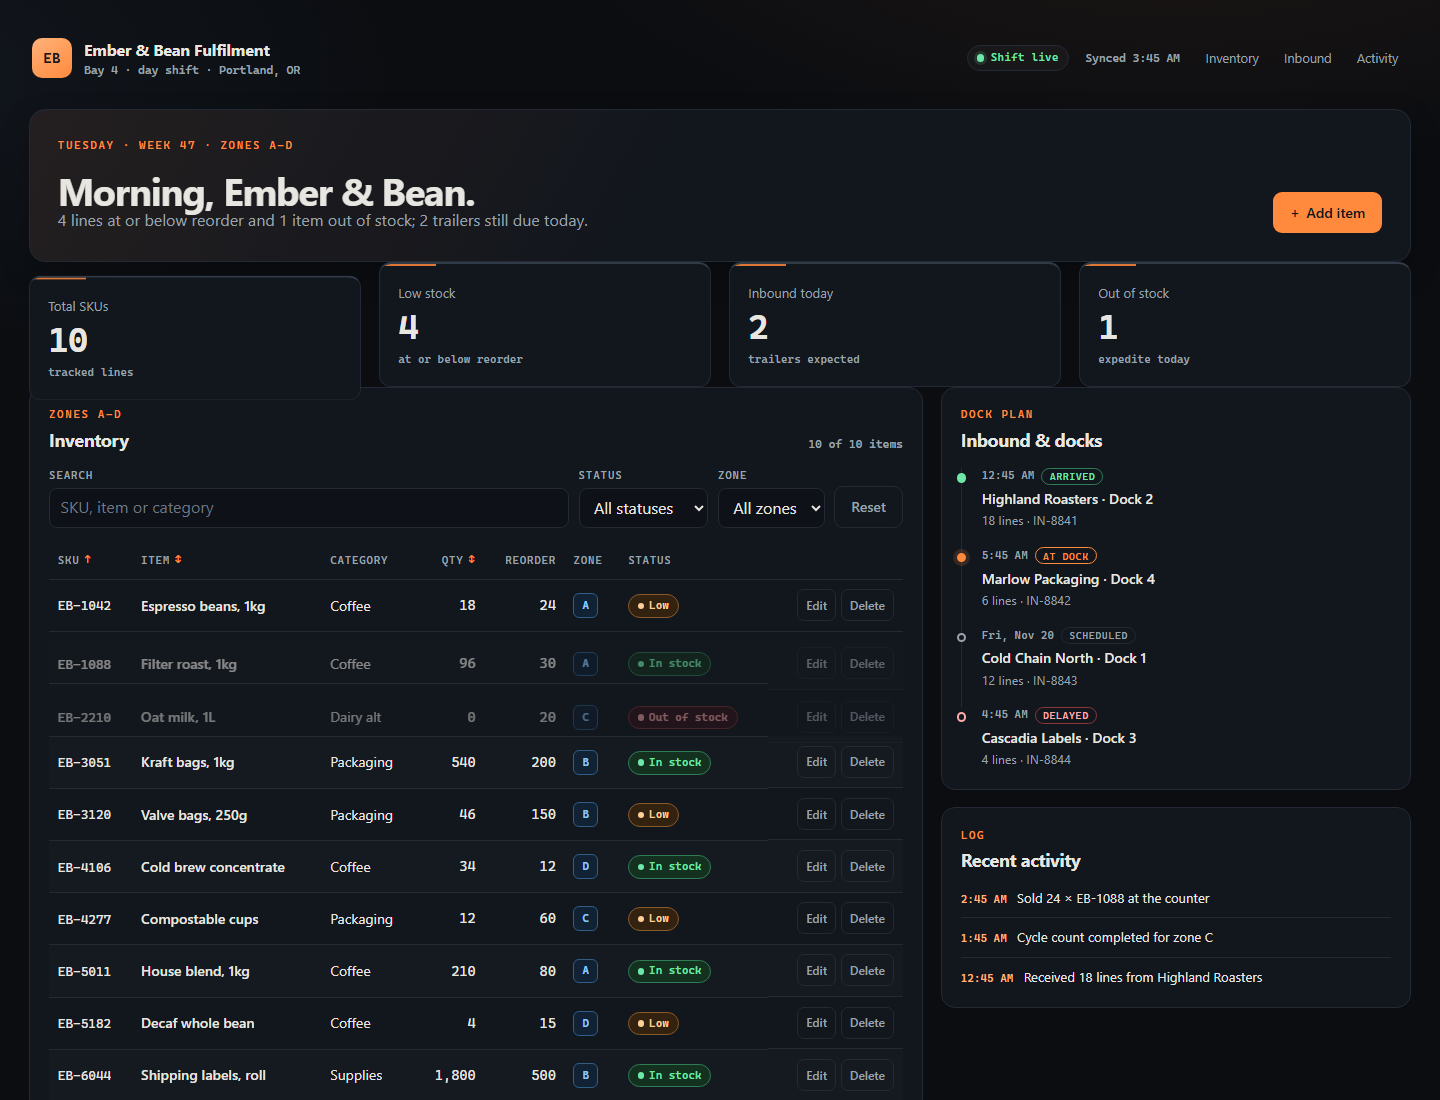 EB
Ember & Bean Fulfilment
Bay 4 · day shift · Portland, OR
Shift live
Synced 3:45 AM
Inventory
Inbound
Activity
TUESDAY · WEEK 47 · ZONES A–D
Morning, Ember & Bean.
4 lines at or below reorder and 1 item out of stock; 2 trailers still due today.
+ Add item
Total SKUs
10
tracked lines
Low stock
4
at or below reorder
Inbound today
2
trailers expected
Out of stock
1
expedite today
ZONES A–D
Inventory
10 of 10 items
SEARCH
STATUS
ZONE
SKU, item or category
All statuses
All zones
Reset
SKU ↑ ITEM ↕ CATEGORY QTY ↕ REORDER ZONE STATUS
EB-1042 Espresso beans, 1kg Coffee 18 24 A Low Edit Delete
EB-1088 Filter roast, 1kg Coffee 96 30 A In stock Edit Delete
EB-2210 Oat milk, 1L Dairy alt 0 20 C Out of stock Edit Delete
EB-3051 Kraft bags, 1kg Packaging 540 200 B In stock Edit Delete
EB-3120 Valve bags, 250g Packaging 46 150 B Low Edit Delete
EB-4106 Cold brew concentrate Coffee 34 12 D In stock Edit Delete
EB-4277 Compostable cups Packaging 12 60 C Low Edit Delete
EB-5011 House blend, 1kg Coffee 210 80 A In stock Edit Delete
EB-5182 Decaf whole bean Coffee 4 15 D Low Edit Delete
EB-6044 Shipping labels, roll Supplies 1,800 500 B In stock Edit Delete
DOCK PLAN
Inbound & docks
12:45 AM ARRIVED
Highland Roasters · Dock 2
18 lines · IN-8841
5:45 AM AT DOCK
Marlow Packaging · Dock 4
6 lines · IN-8842
Fri, Nov 20 SCHEDULED
Cold Chain North · Dock 1
12 lines · IN-8843
4:45 AM DELAYED
Cascadia Labels · Dock 3
4 lines · IN-8844
LOG
Recent activity
2:45 AM Sold 24 × EB-1088 at the counter
1:45 AM Cycle count completed for zone C
12:45 AM Received 18 lines from Highland Roasters